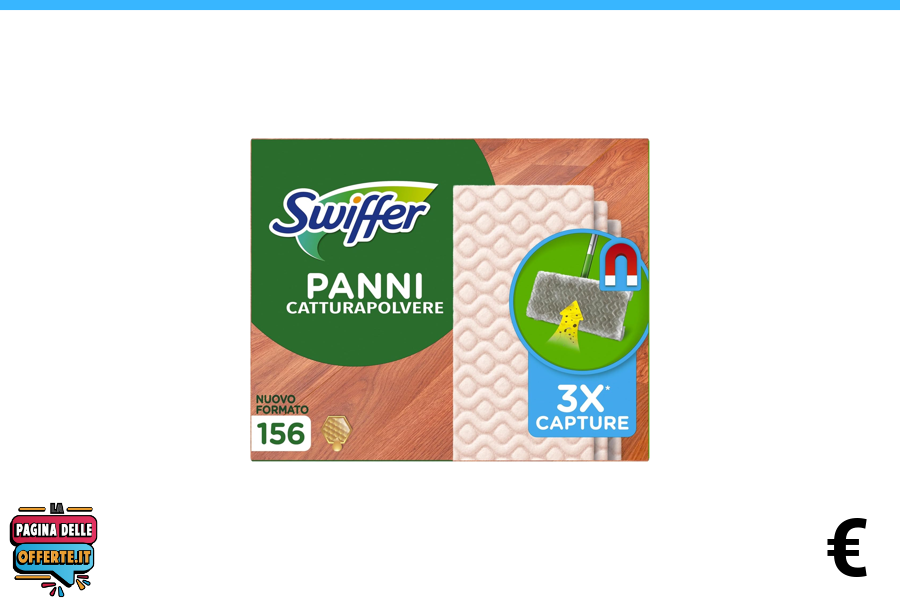 Swiffer
PANNI
CATTURAPOLVERE
3X*
CAPTURE
NUOVO
FORMATO
156
LA
PAGINA DELLE
OFFERTE.IT
€